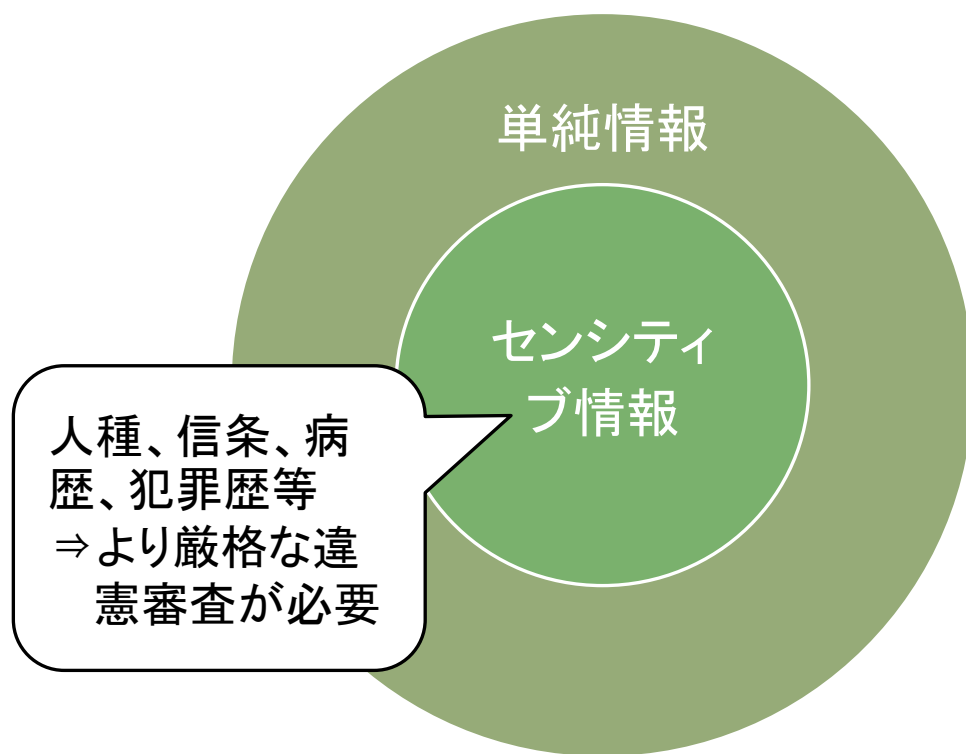 単純情報
センシティ
ブ情報
人種、信条、病
歴、犯罪歴等
⇒より厳格な違
憲審査が必要